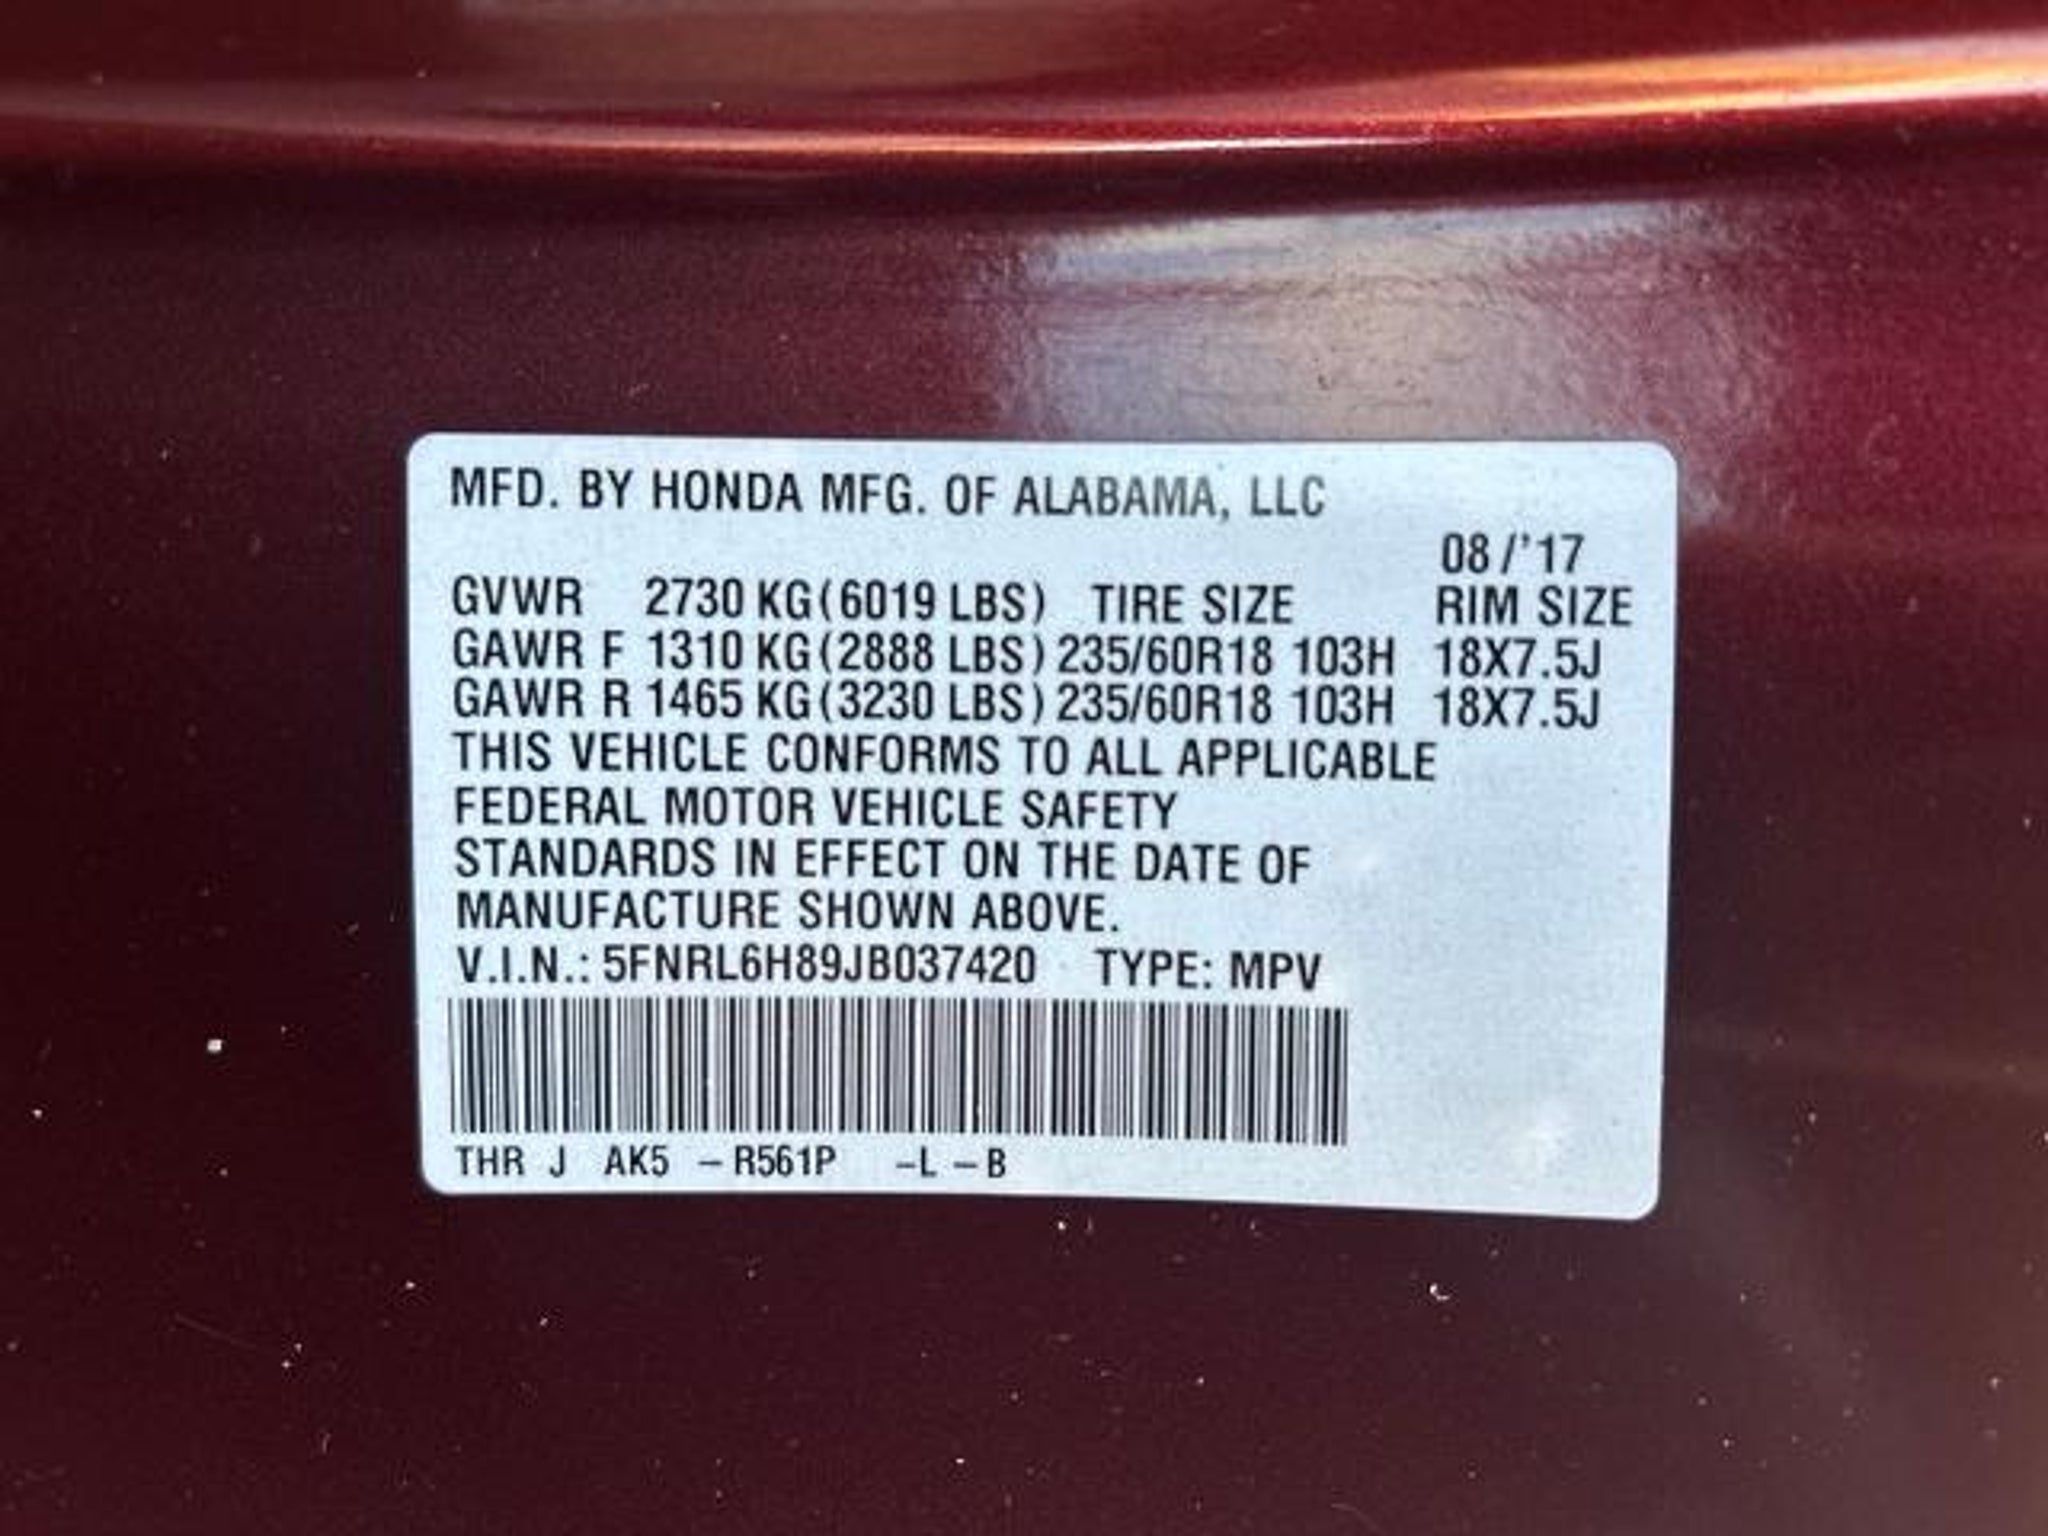 MFD. BY HONDA MFG. OF ALABAMA, LLC
08/'17
GVWR 2730 KG (6019 LBS) TIRE SIZE RIM SIZE
GAWR F 1310 KG (2888 LBS) 235/60R18 103H 18X7.5J
GAWR R 1465 KG (3230 LBS) 235/60R18 103H 18X7.5J
THIS VEHICLE CONFORMS TO ALL APPLICABLE
FEDERAL MOTOR VEHICLE SAFETY
STANDARDS IN EFFECT ON THE DATE OF
MANUFACTURE SHOWN ABOVE.
V.I.N.: 5FNRL6H89JB037420 TYPE: MPV
THR J AK5 – R561P –L – B